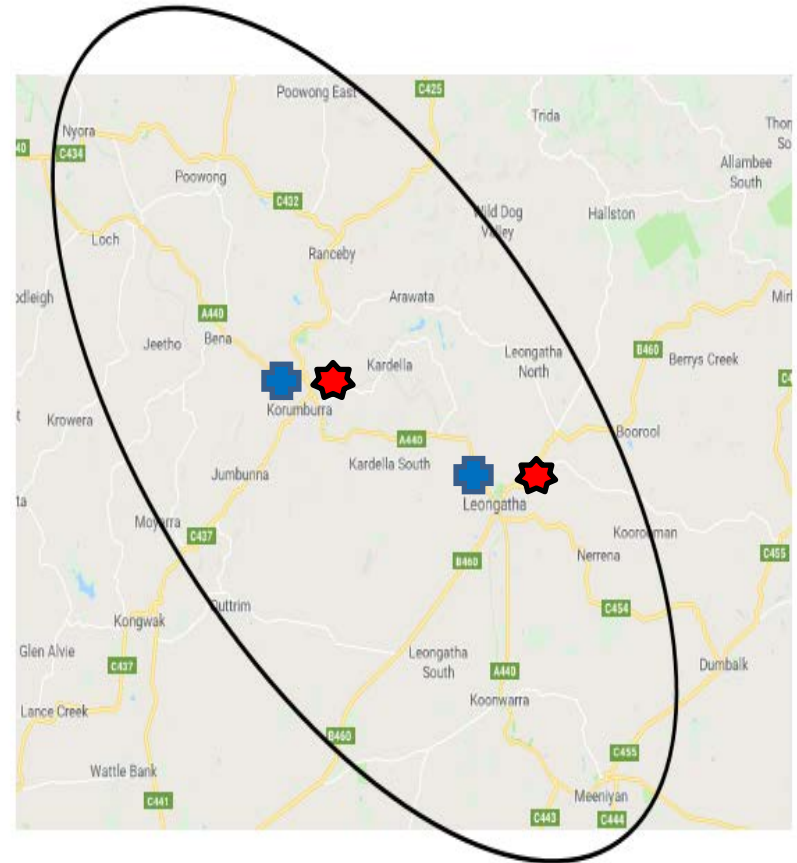 Poowong East
C425
Trida
Nyora
40
C434
Allambee
South
Poowong
C432
Wild Dog
Valley
Hallston
Loch
Ranceby
Arawata
A440
Jeetho
Bena
Leongatha
North
B460
Berrys Creek
Kardella
Korumburra
Krowera
A440
Boorool
Kardella South
Jumbunna
Leongatha
Moyarra
C437
C455
B460
Nerrena
C454
Outtrim
Kongwak
Glen Alvie
Leongatha
South
C437
A440
Dumbalk
Koonwarra
Lance Creek
B460
C455
Wattle Bank
C441
Meeniyan
C443
C444